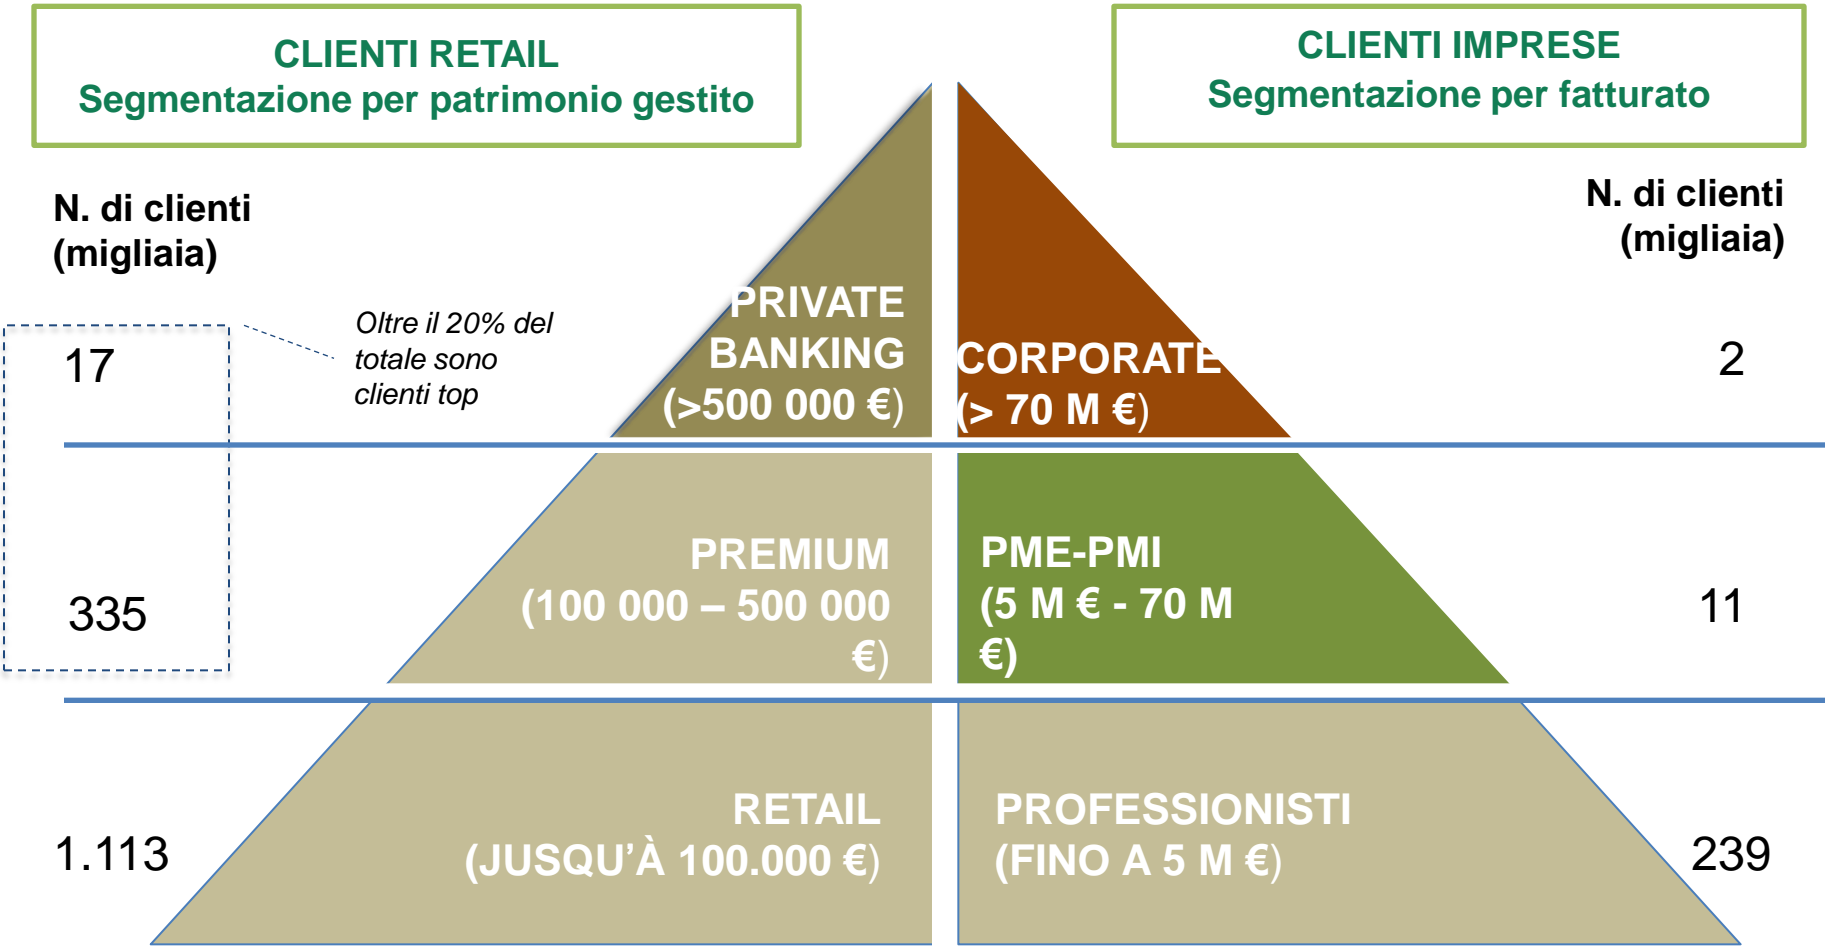 CLIENTI RETAIL
Segmentazione per patrimonio gestito
CLIENTI IMPRESE
Segmentazione per fatturato
N. di clienti
(migliaia)
N. di clienti
(migliaia)
Oltre il 20% del
totale sono
clienti top
17
PRIVATE
BANKING
(>500 000 €)
CORPORATE
(> 70 M €)
2
335
PREMIUM
(100 000 – 500 000
€)
PME-PMI
(5 M € - 70 M
€)
11
1.113
RETAIL
(JUSQU’À 100.000 €)
PROFESSIONISTI
(FINO A 5 M €)
239